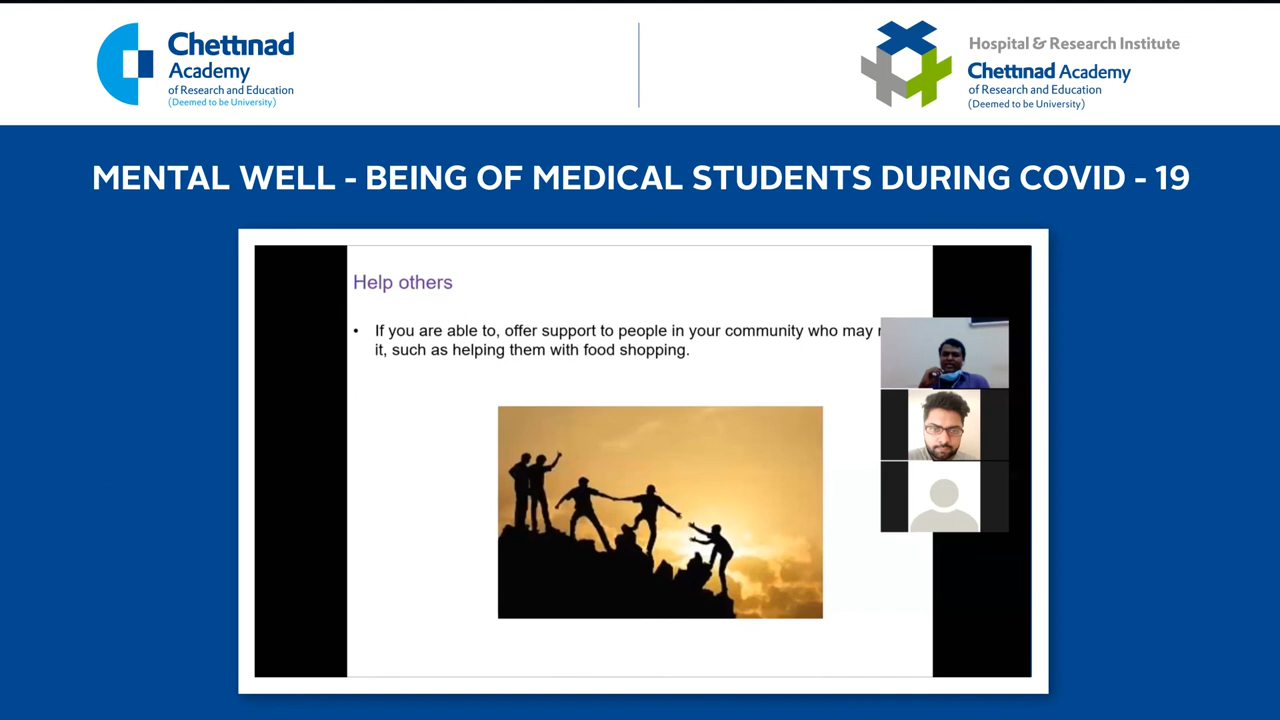 Chettinad
Academy
of Research and Education
(Deemed to be University)
Hospital & Research Institute
Chettinad Academy
of Research and Education
(Deemed to be University)
MENTAL WELL - BEING OF MEDICAL STUDENTS DURING COVID - 19
Help others
• If you are able to, offer support to people in your community who may
it, such as helping them with food shopping.